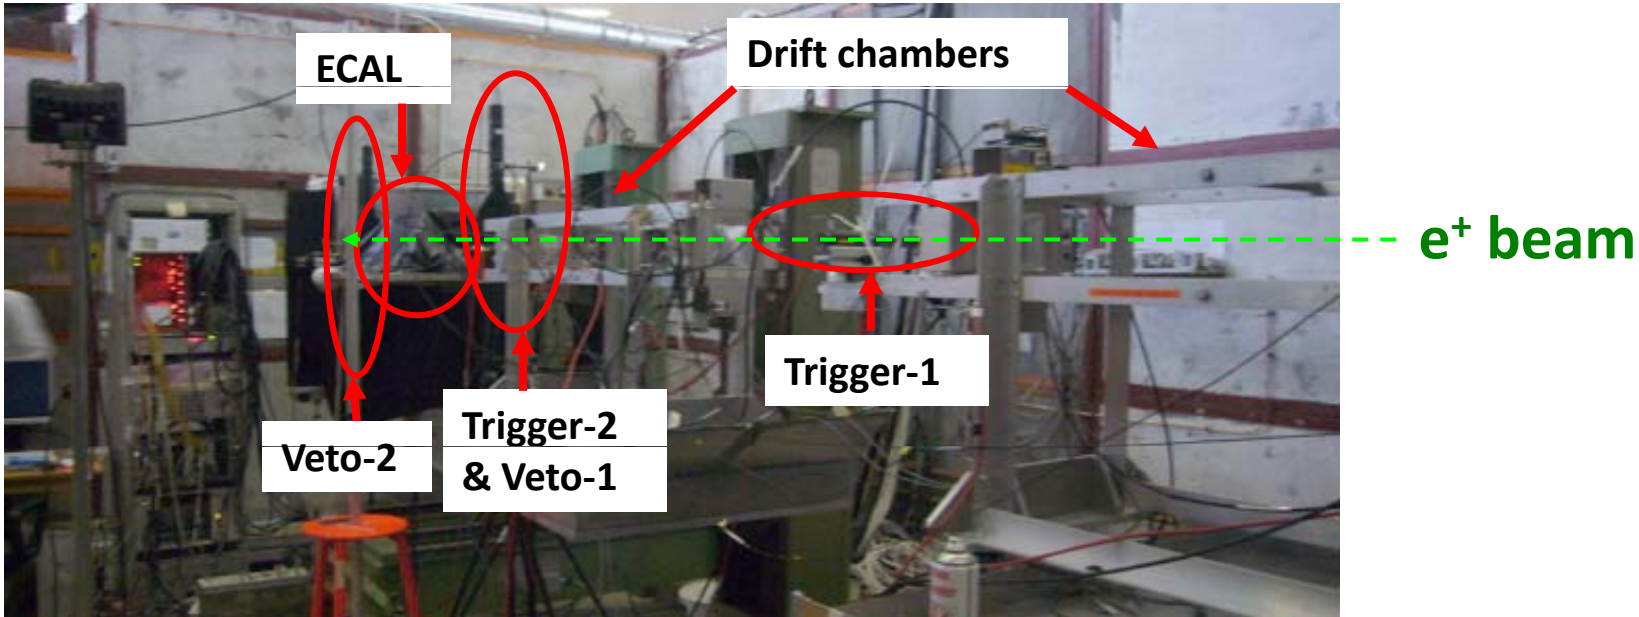 ECAL
Drift chambers
e⁺ beam
Trigger-1
Trigger-2
& Veto-1
Veto-2